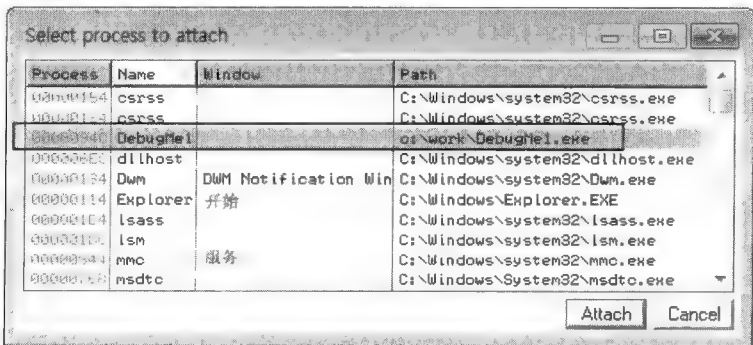 Select process to attach
Process Name Window Path
csrss C:\Windows\system32\csrss.exe
csrss C:\Windows\system32\csrss.exe
DebugMe1 c:\work\DebugMe1.exe
dllhost C:\Windows\system32\dllhost.exe
Dwm DWM Notification Win C:\Windows\system32\Dwm.exe
00000114 Explorer 开始 C:\Windows\Explorer.EXE
000001E4 lsass C:\Windows\system32\lsass.exe
lsm C:\Windows\system32\lsm.exe
mmc 服务 C:\Windows\system32\mmc.exe
msdtc C:\Windows\System32\msdtc.exe
Attach Cancel